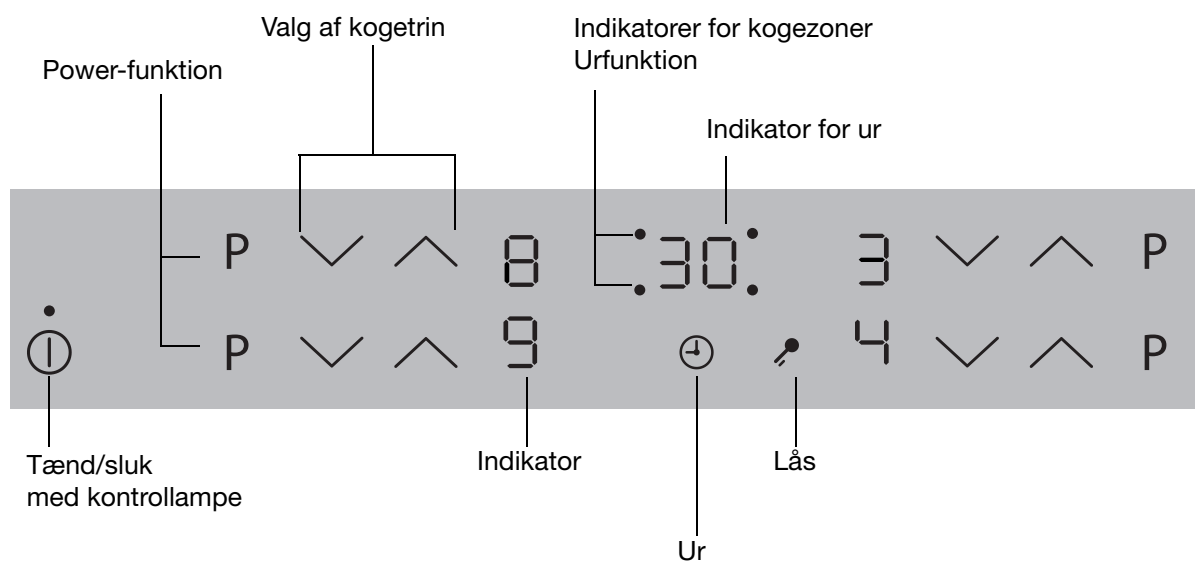 Valg af kogetrin
Indikatorer for kogezoner
Urfunktion
Power-funktion
Indikator for ur
P 8 30 3 P
P 9 4 P
Tænd/sluk
med kontrollampe
Indikator
Lås
Ur